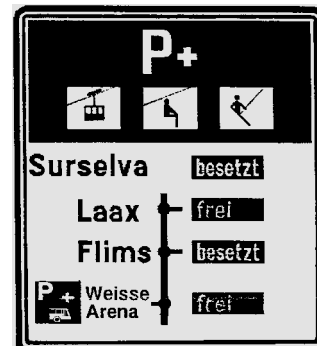 P+
Surselva besetzt
Laax frei
Flims besetzt
P+ Weisse
Arena frei